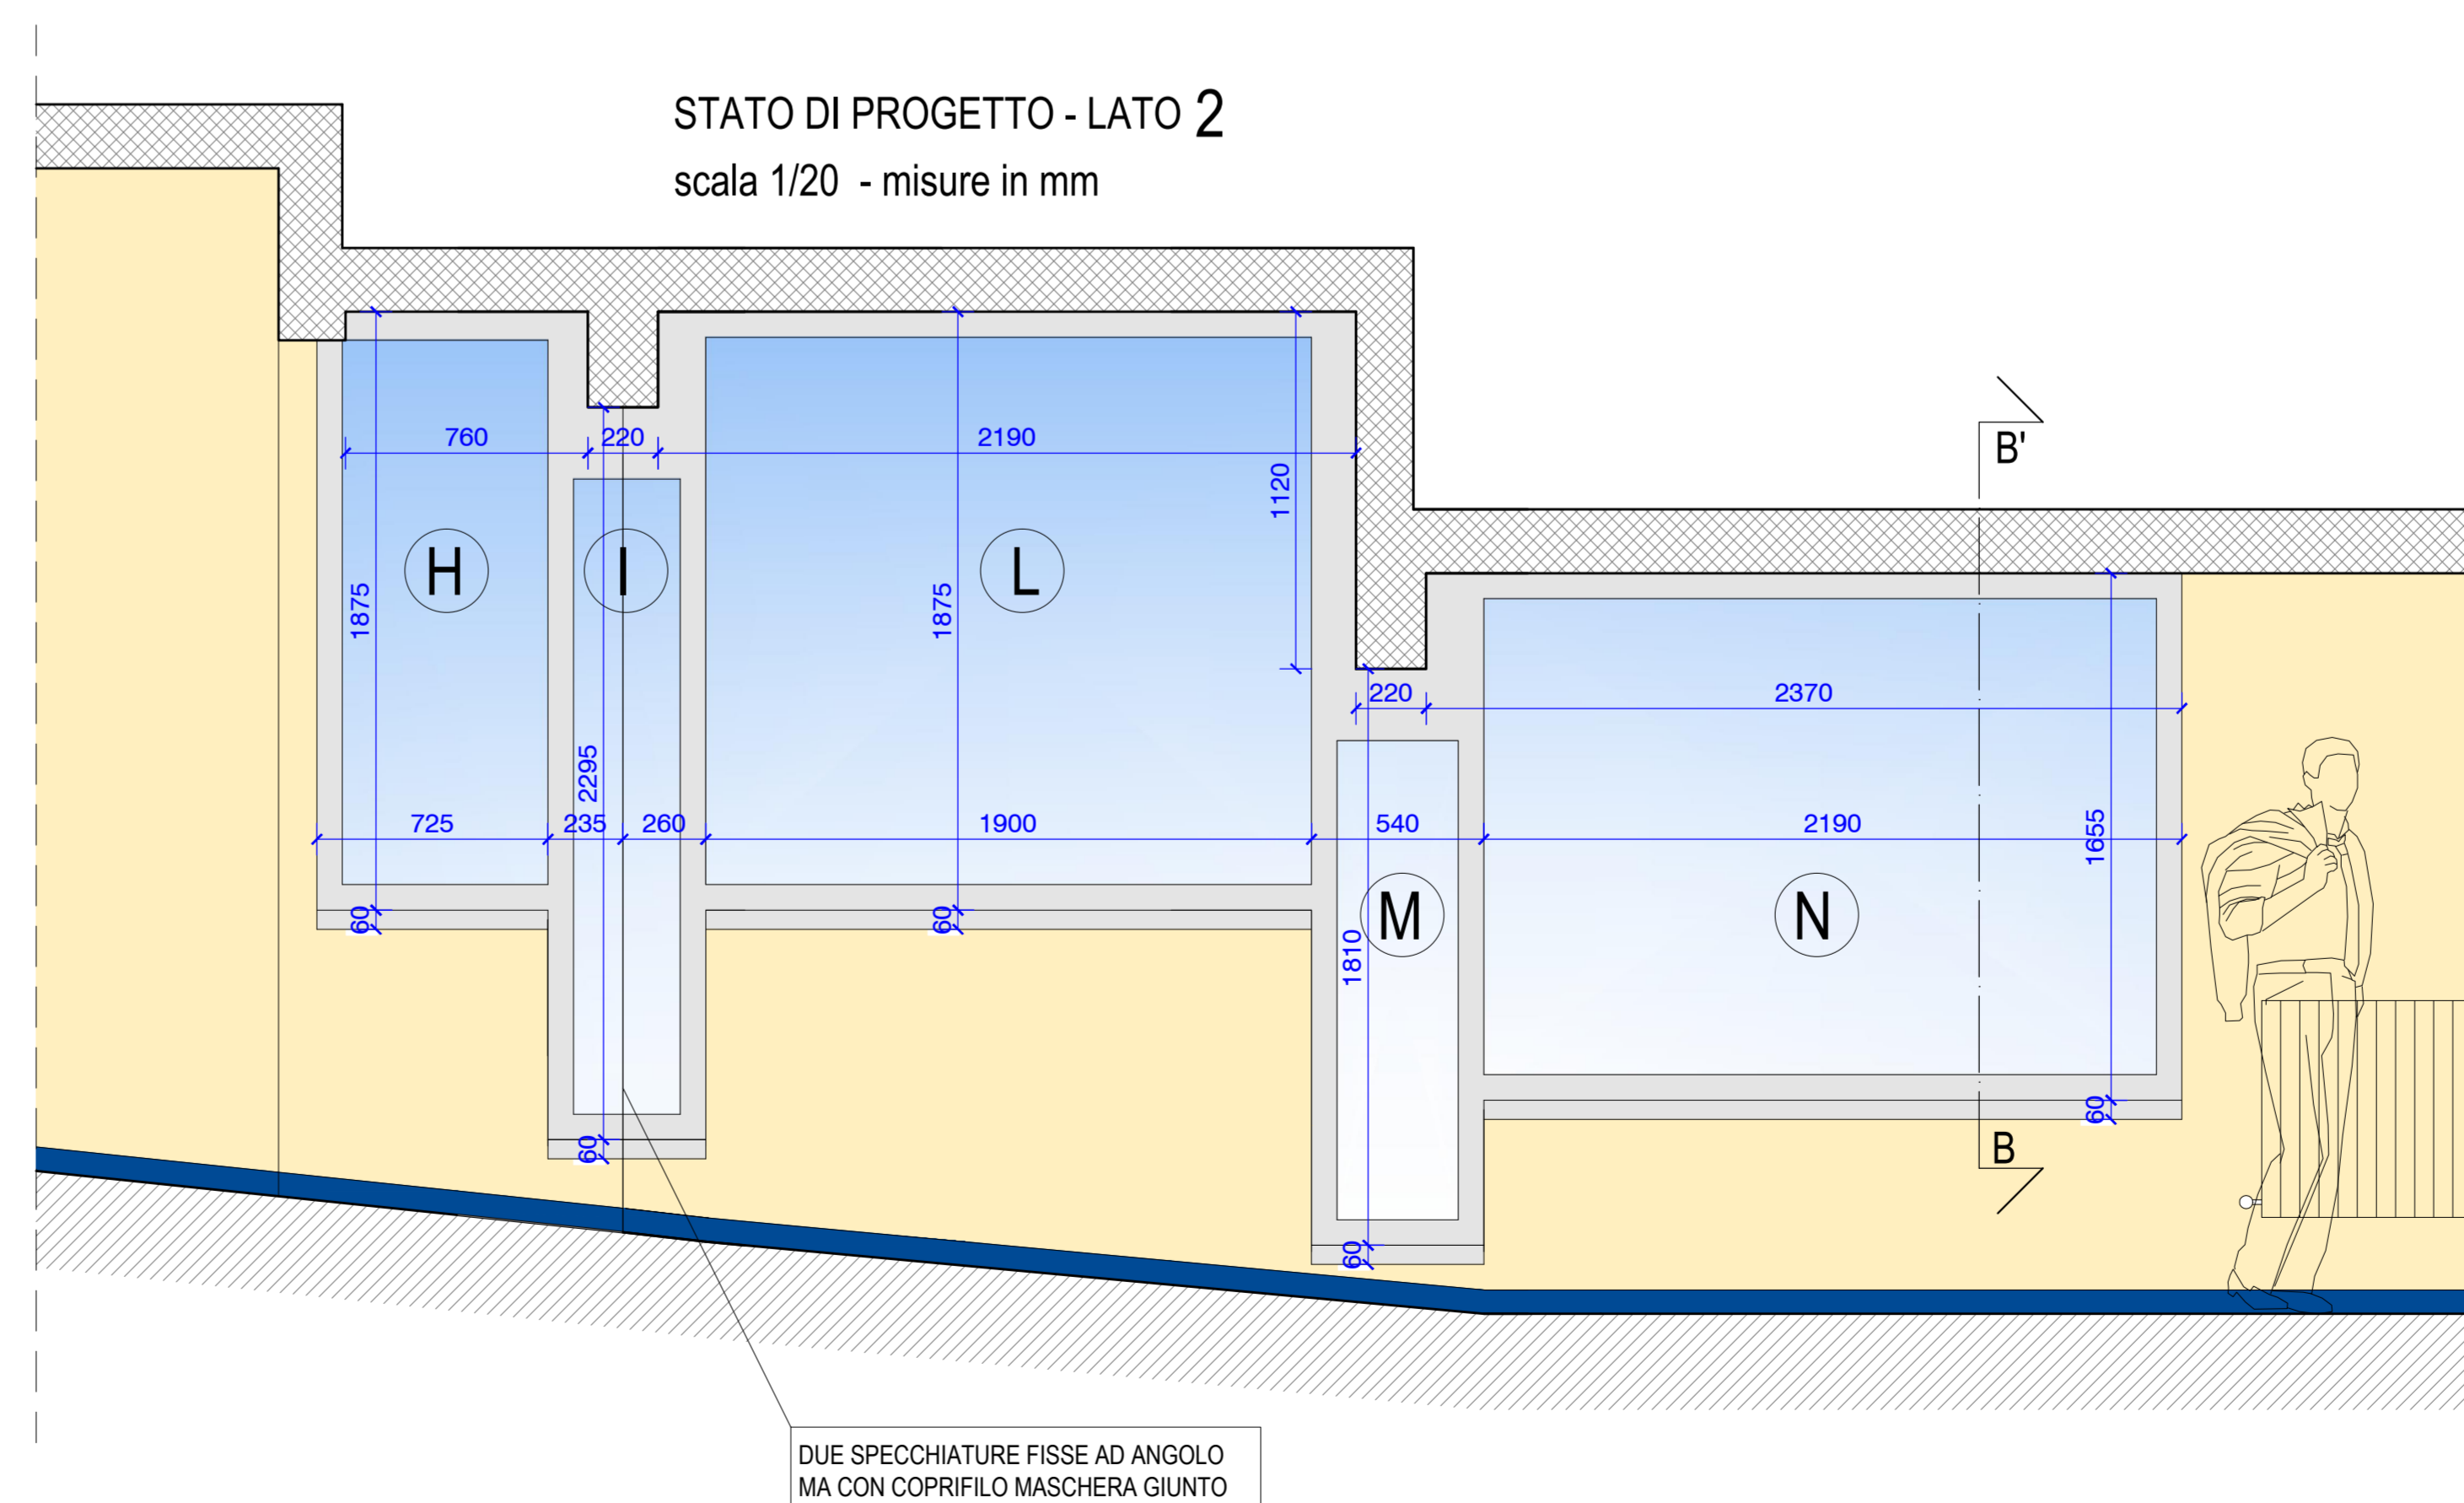 STATO DI PROGETTO - LATO 2
scala 1/20 - misure in mm
760 220 2190
B'
1120
H I L
1875 1875
220 2370
2295
725 235 260 1900 540 2190
1655
60 60
M N
1810
60
60
B
60
DUE SPECCHIATURE FISSE AD ANGOLO
MA CON COPRIFILO MASCHERA GIUNTO